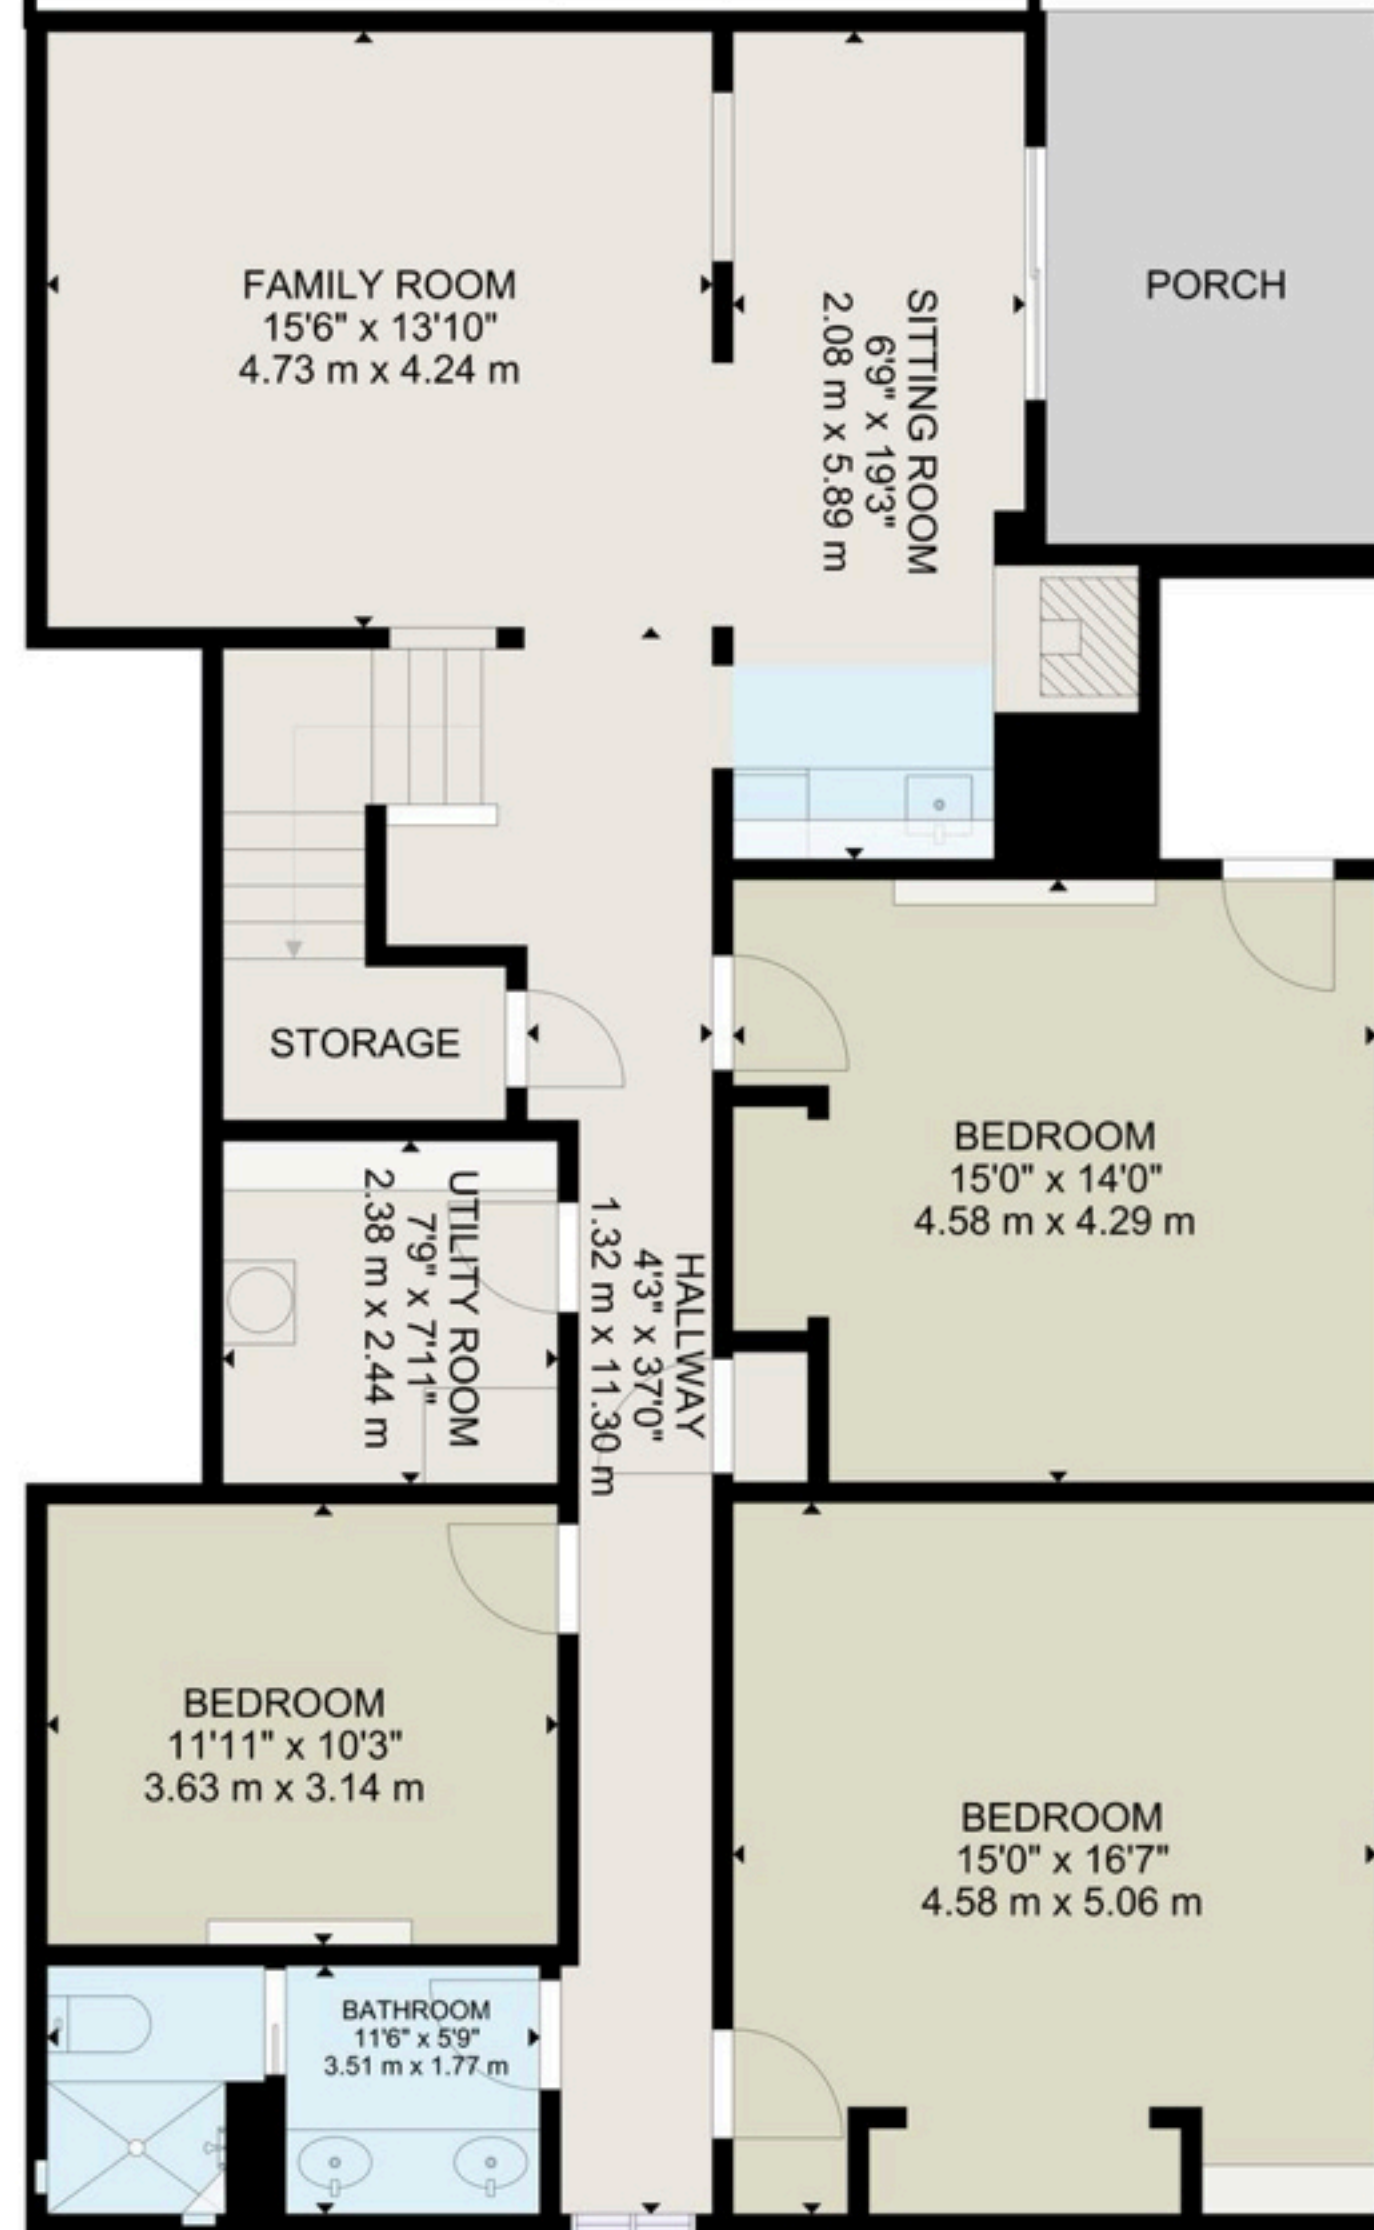 FAMILY ROOM
15'6" x 13'10"
4.73 m x 4.24 m
SITTING ROOM
6'9" x 19'3"
2.08 m x 5.89 m
PORCH
STORAGE
BEDROOM
15'0" x 14'0"
4.58 m x 4.29 m
UTILITY ROOM
7'9" x 7'11"
2.38 m x 2.44 m
HALLWAY
4'3" x 37'0"
1.32 m x 11.30 m
BEDROOM
11'11" x 10'3"
3.63 m x 3.14 m
BEDROOM
15'0" x 16'7"
4.58 m x 5.06 m
BATHROOM
11'6" x 5'9"
3.51 m x 1.77 m